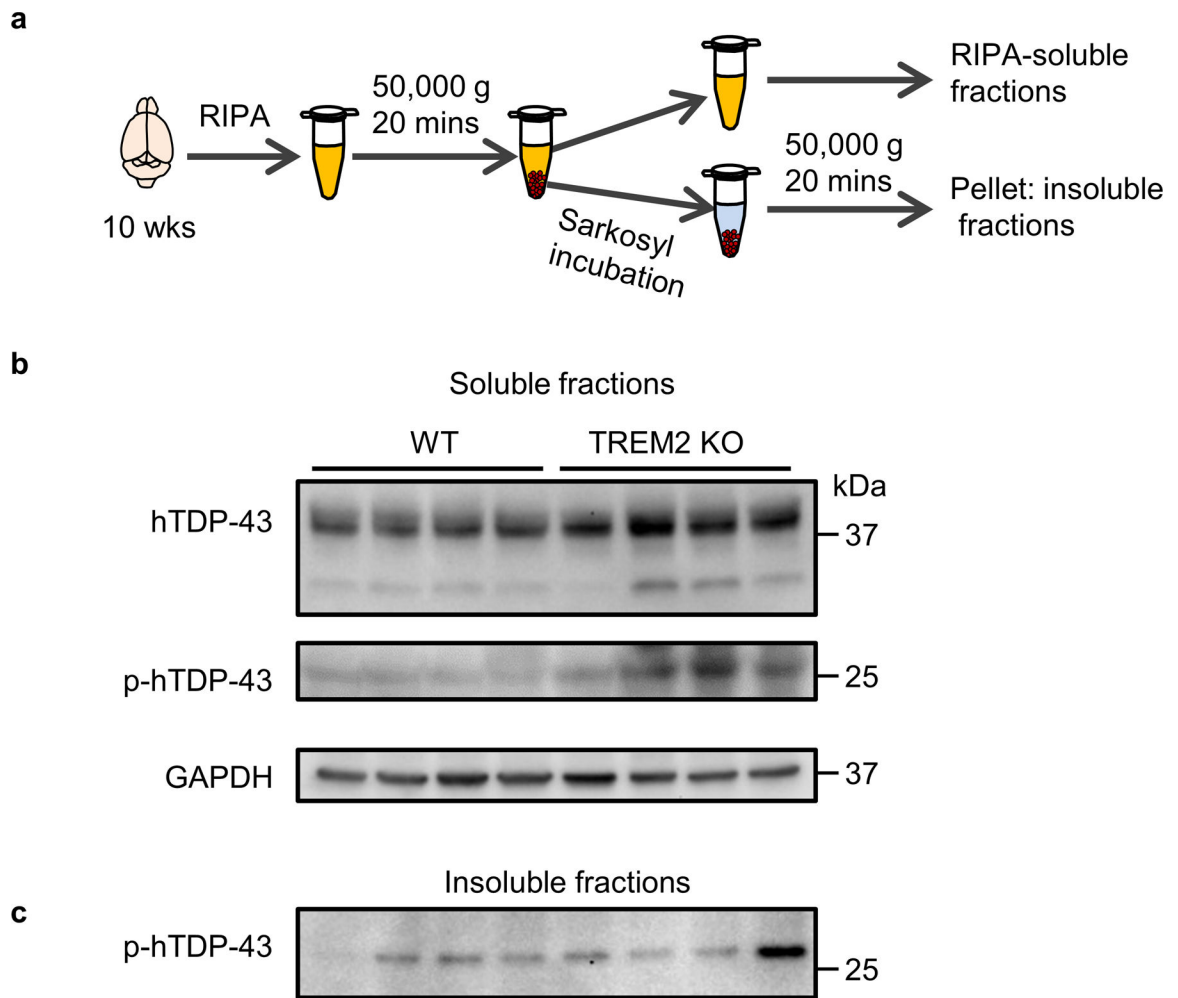 a
RIPA
50,000 g
20 mins
RIPA-soluble
fractions
10 wks
Sarkosyl
incubation
50,000 g
20 mins
Pellet: insoluble
fractions
b
Soluble fractions
WT
TREM2 KO
kDa
hTDP-43
37
p-hTDP-43
25
GAPDH
37
Insoluble fractions
c
p-hTDP-43
25